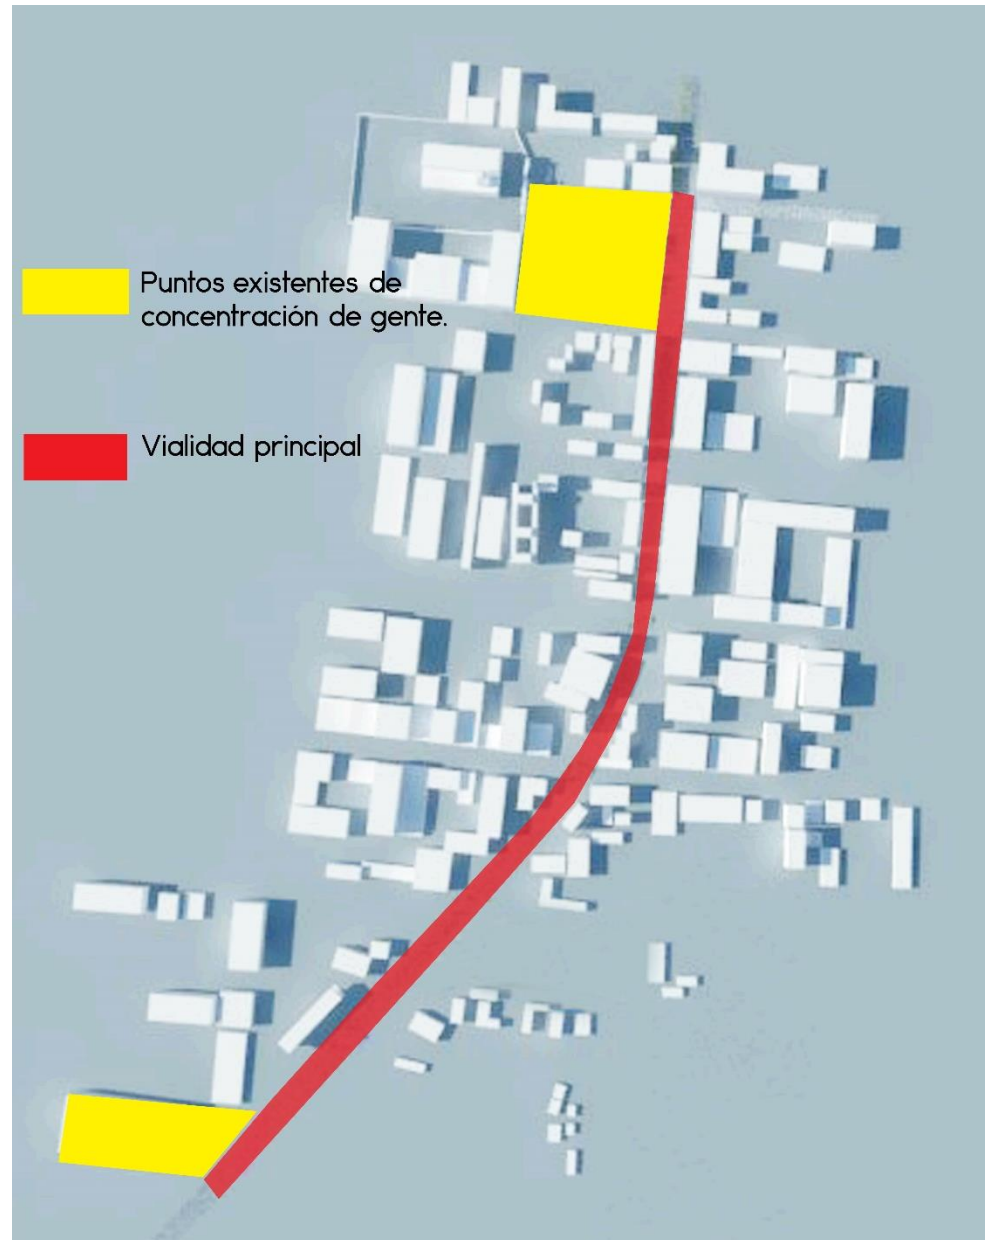 Puntos existentes de
concentración de gente.
Vialidad principal